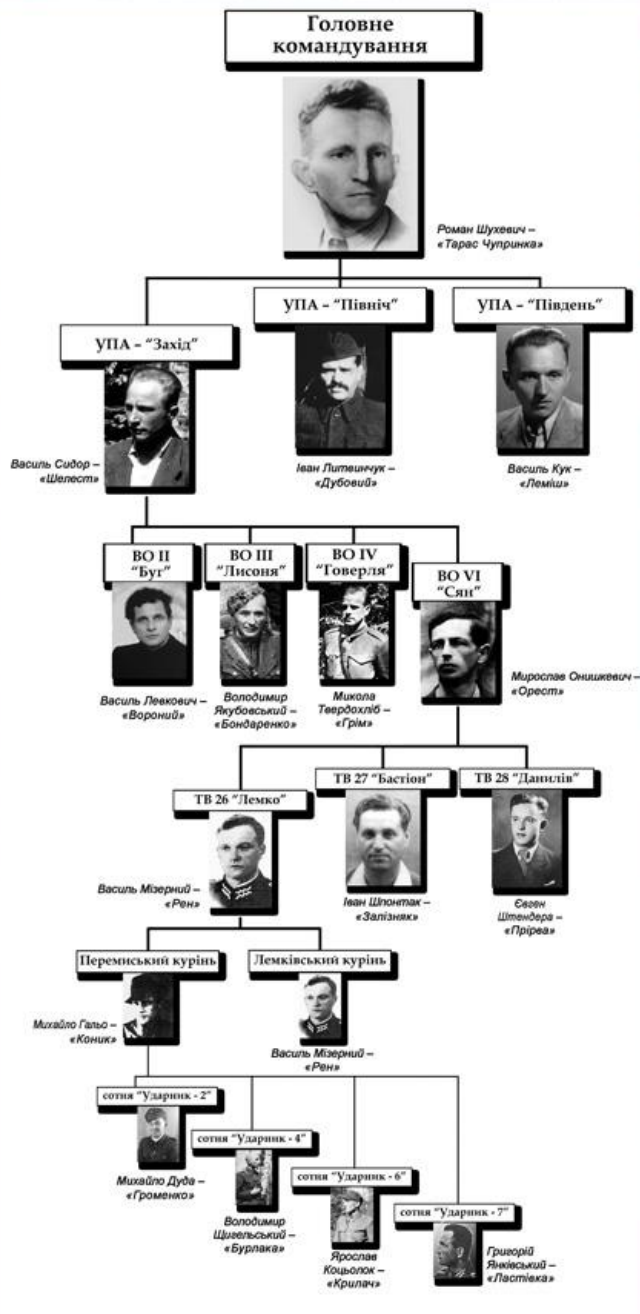 Головне
командування
Роман Шухевич –
«Тарас Чупринка»
УПА – “Захід”
УПА – “Північ”
УПА – “Південь”
Василь Сидор –
«Шелест»
Іван Литвинчук –
«Дубовий»
Василь Кук –
«Леміш»
ВО II
“Буг”
ВО III
“Лисоня”
ВО IV
“Говерля”
ВО VI
“Сян”
Василь Левкович –
«Вороний»
Володимир
Якубовський –
«Бондаренко»
Микола
Твердохліб –
«Грім»
Мирослав Онишкевич –
«Орест»
ТВ 26 “Лемко”
ТВ 27 “Бастіон”
ТВ 28 “Данилів”
Василь Мізерний –
«Рен»
Іван Шпонтак –
«Залізняк»
Євген
Штендера –
«Прірва»
Перемиський курінь
Лемківський курінь
Михайло Гальо –
«Коник»
Василь Мізерний –
«Рен»
сотня “Ударник - 2”
Михайло Дуда –
«Громенко»
сотня “Ударник - 4”
Володимир
Щигельський –
«Бурлака»
сотня “Ударник - 6”
Ярослав
Коцьолок –
«Крилач»
сотня “Ударник - 7”
Григорій
Янківський –
«Ластівка»